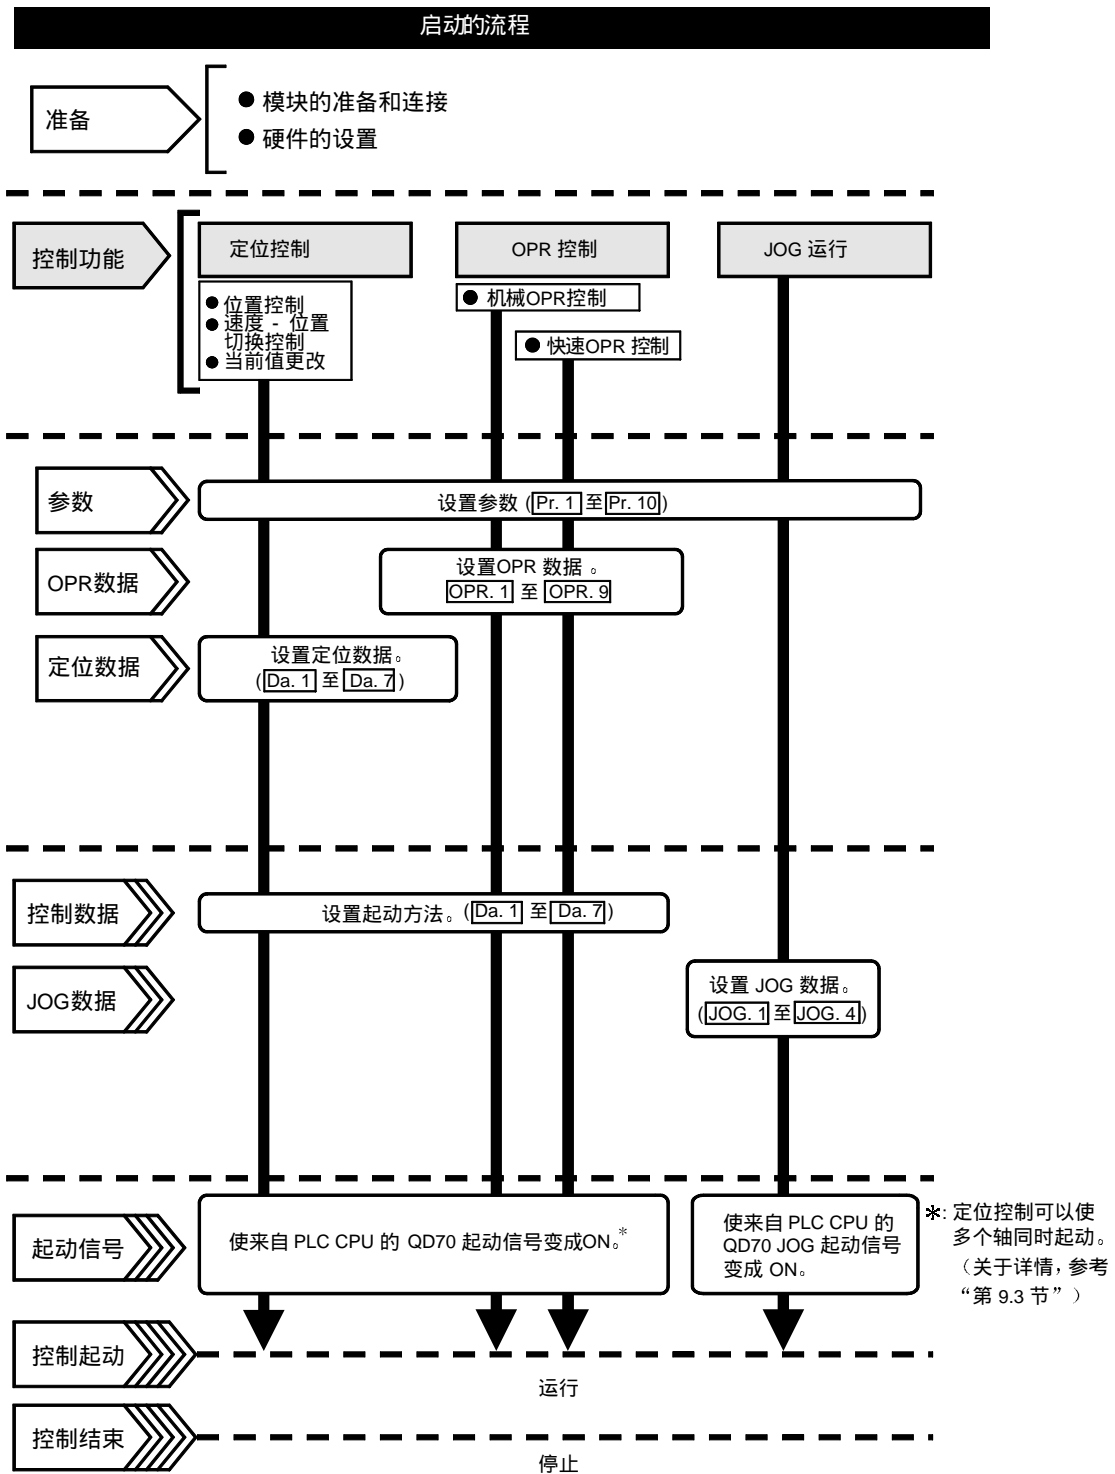 启动的流程
准备
● 模块的准备和连接
● 硬件的设置
控制功能
定位控制
OPR 控制
JOG 运行
● 位置控制
● 速度 - 位置
切换控制
● 当前值更改
● 机械OPR控制
● 快速OPR 控制
参数
设置参数 (Pr. 1 至 Pr. 10)
OPR数据
设置OPR 数据。
OPR. 1 至 OPR. 9
定位数据
设置定位数据。
(Da. 1 至 Da. 7)
控制数据
设置起动方法。(Da. 1 至 Da. 7)
JOG数据
设置 JOG 数据。
(JOG. 1 至 JOG. 4)
起动信号
使来自 PLC CPU 的 QD70 起动信号变成ON。*
使来自 PLC CPU 的
QD70 JOG 起动信号
变成 ON。
*: 定位控制可以使
多个轴同时起动。
（关于详情，参考
“第 9.3 节”）
控制起动
运行
控制结束
停止